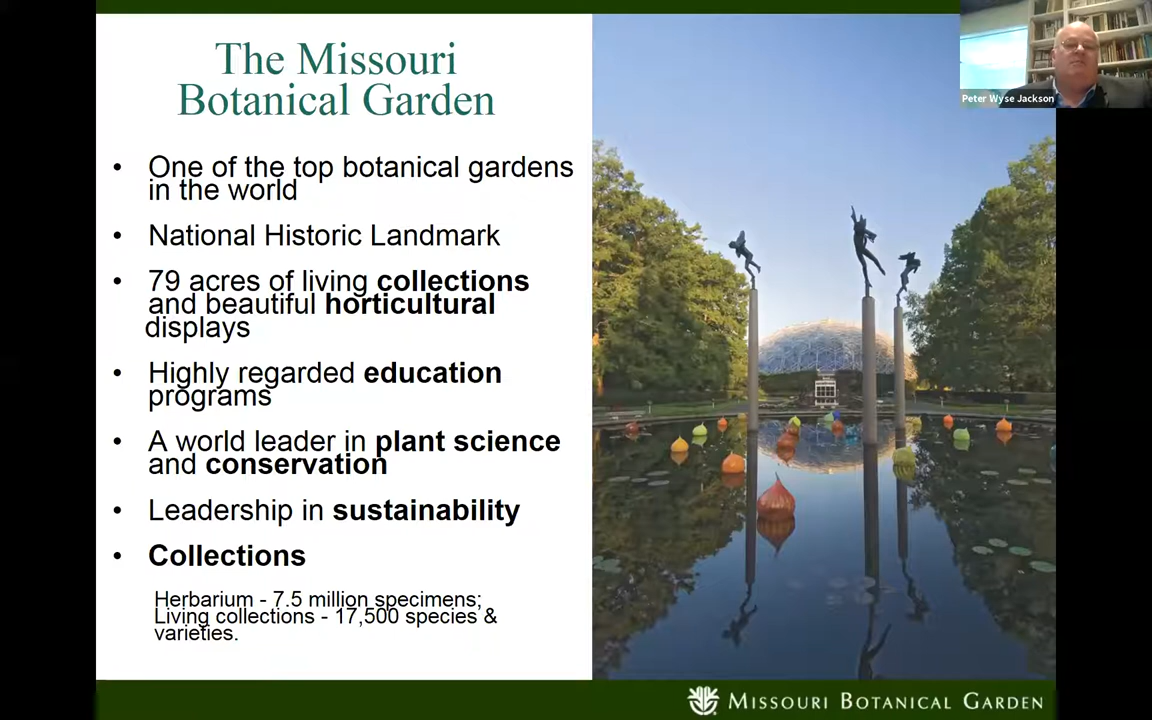 The Missouri
Botanical Garden
• One of the top botanical gardens
in the world
• National Historic Landmark
• 79 acres of living collections
and beautiful horticultural
displays
• Highly regarded education
programs
• A world leader in plant science
and conservation
• Leadership in sustainability
• Collections
Herbarium - 7.5 million specimens;
Living collections - 17,500 species &
varieties.
Peter Wyse Jackson
MISSOURI BOTANICAL GARDEN